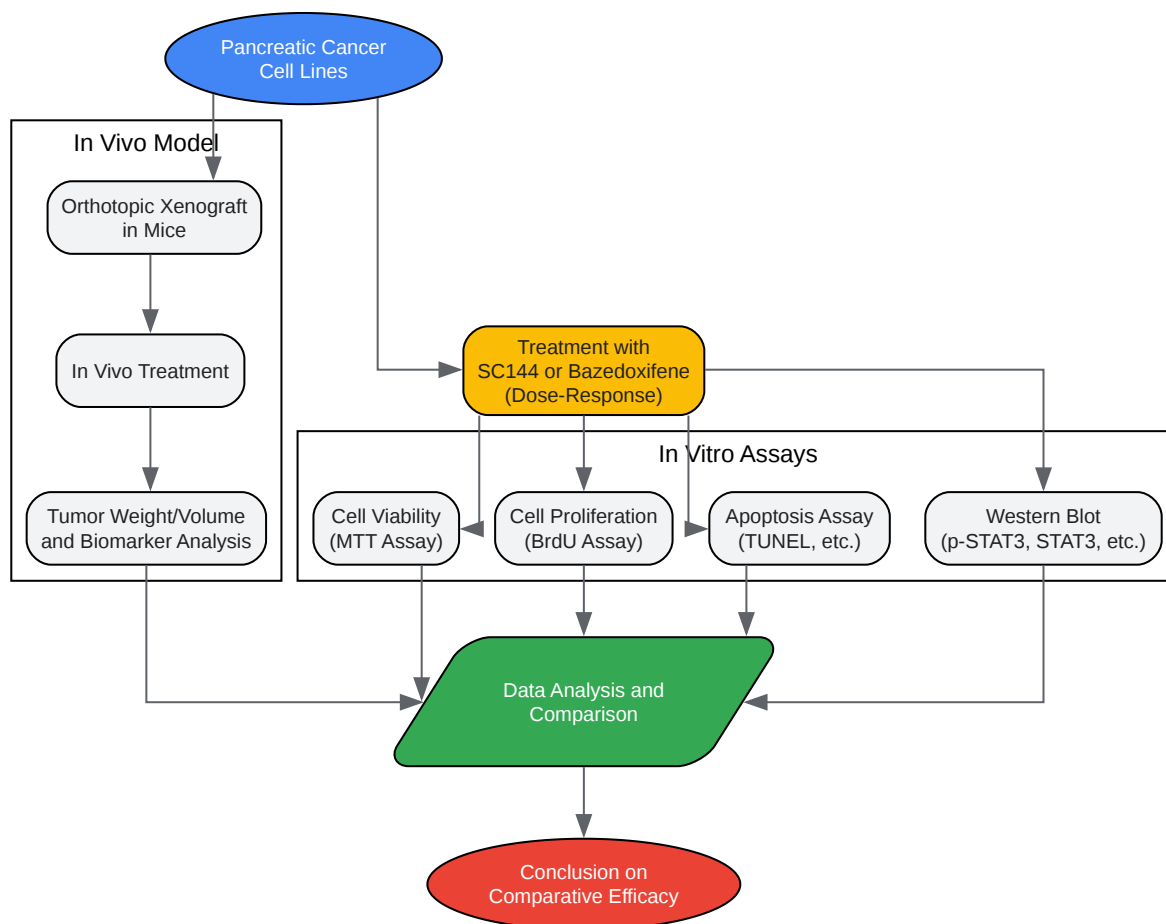 Pancreatic Cancer
Cell Lines
In Vivo Model
Orthotopic Xenograft
in Mice
In Vivo Treatment
Tumor Weight/Volume
and Biomarker Analysis
Treatment with
SC144 or Bazedoxifene
(Dose-Response)
In Vitro Assays
Cell Viability
(MTT Assay)
Cell Proliferation
(BrdU Assay)
Apoptosis Assay
(TUNEL, etc.)
Western Blot
(p-STAT3, STAT3, etc.)
Data Analysis and
Comparison
Conclusion on
Comparative Efficacy